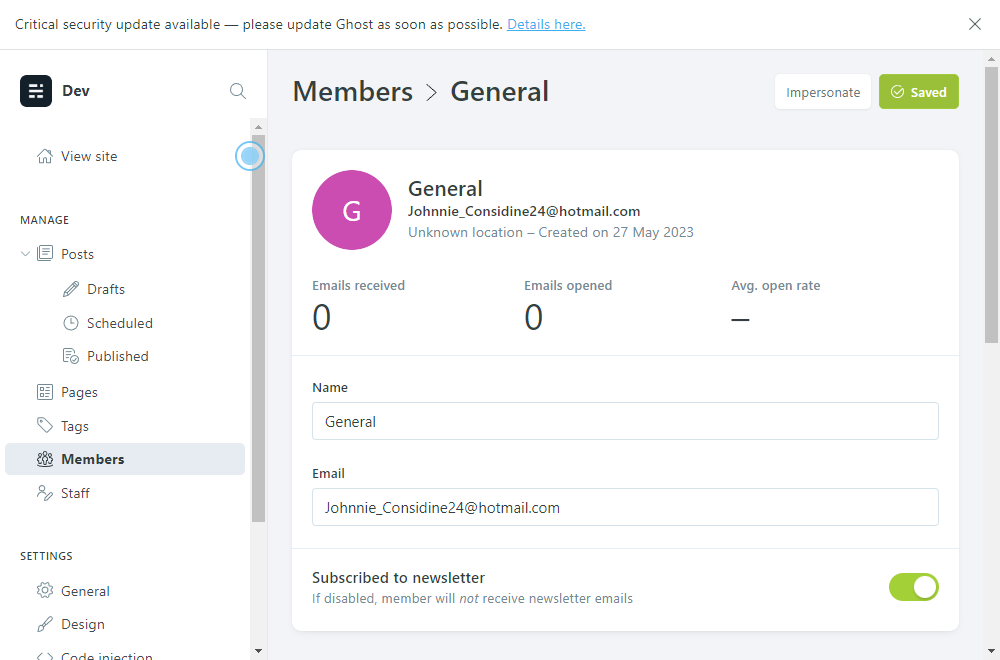 Critical security update available — please update Ghost as soon as possible. Details here.
Dev
View site
MANAGE
Posts
Drafts
Scheduled
Published
Pages
Tags
Members
Staff
SETTINGS
General
Design
Code injection
Members > General
Impersonate
Saved
G
General
Johnnie_Considine24@hotmail.com
Unknown location – Created on 27 May 2023
Emails received
Emails opened
Avg. open rate
0
0
–
Name
General
Email
Johnnie_Considine24@hotmail.com
Subscribed to newsletter
If disabled, member will not receive newsletter emails